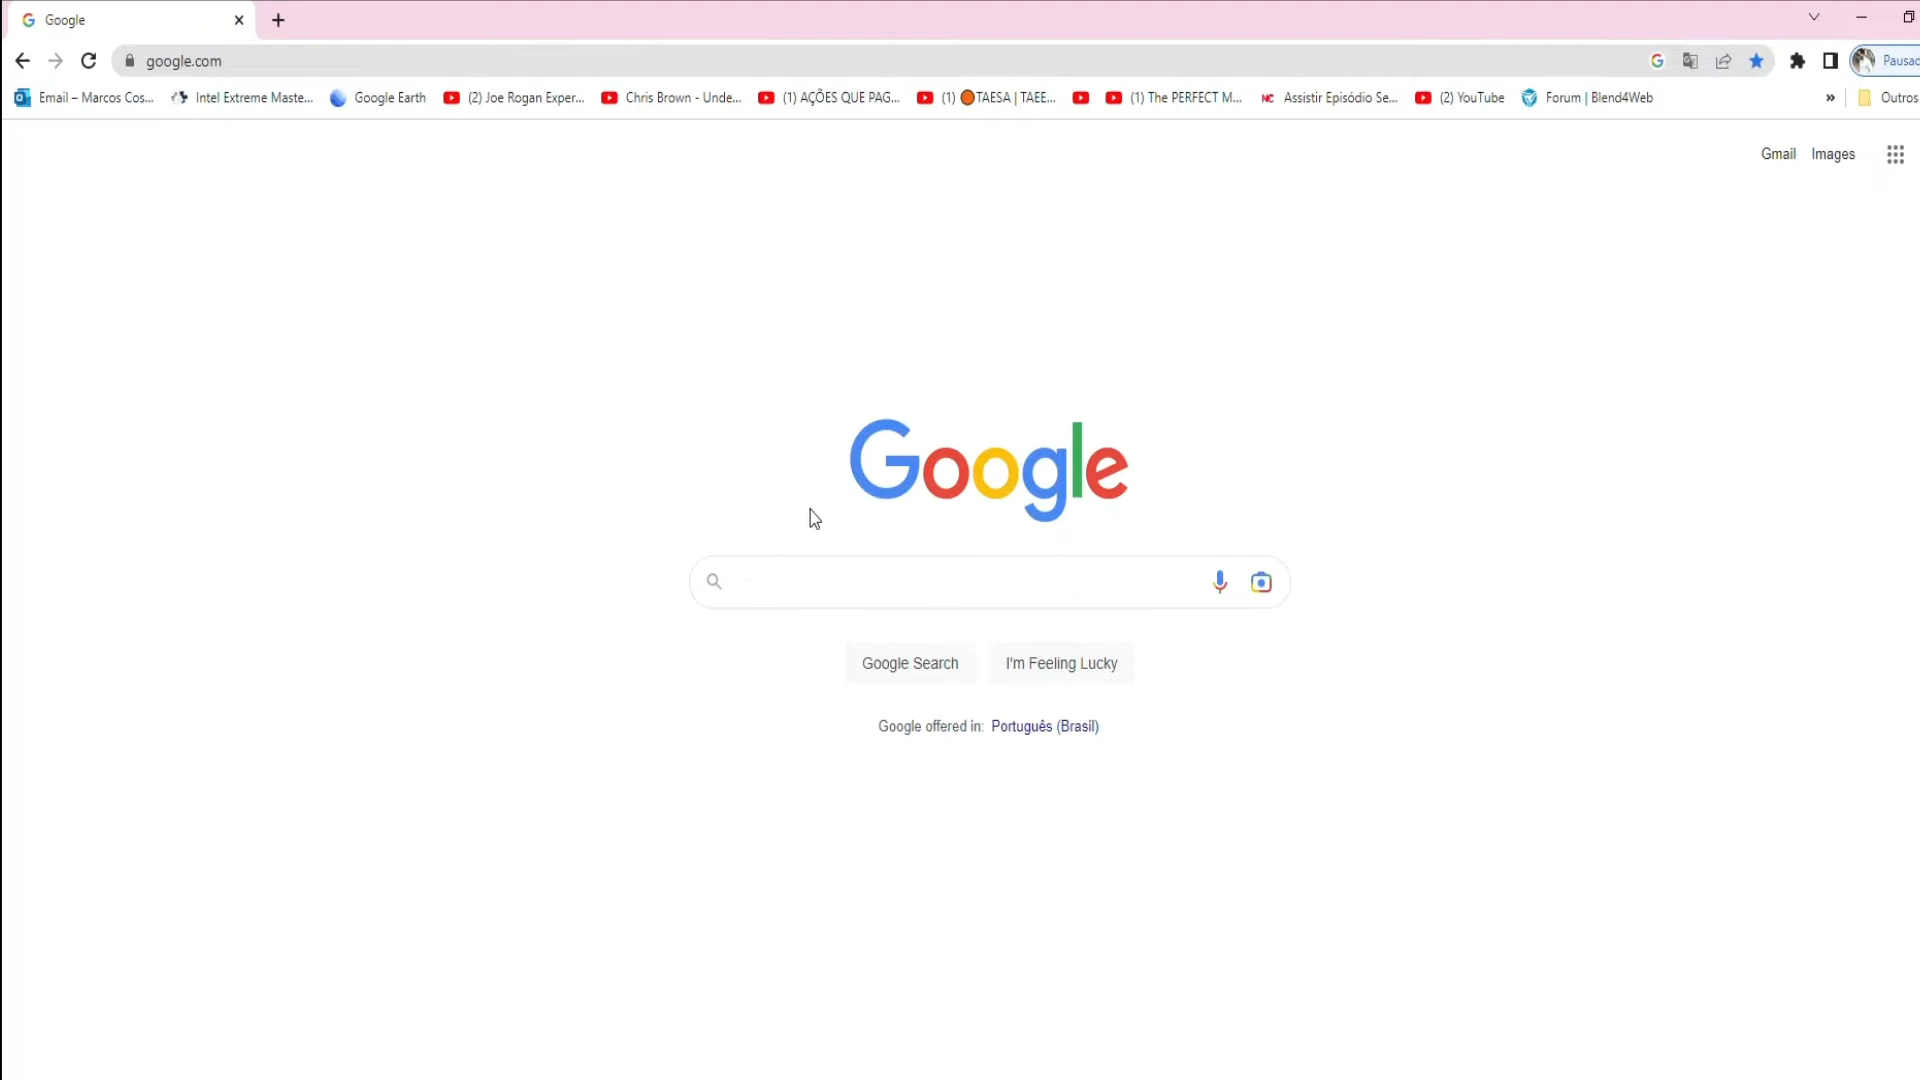 Google
google.com
Pausac
Email – Marcos Cos...
Intel Extreme Maste...
Google Earth
(2) Joe Rogan Exper...
Chris Brown - Unde...
(1) AÇÕES QUE PAG...
(1) 🟠TAESA | TAEE...
(1) The PERFECT M...
NC
Assistir Episódio Se...
(2) YouTube
Forum | Blend4Web
»
Outros
Gmail Images
Google
Google Search I'm Feeling Lucky
Google offered in: Português (Brasil)